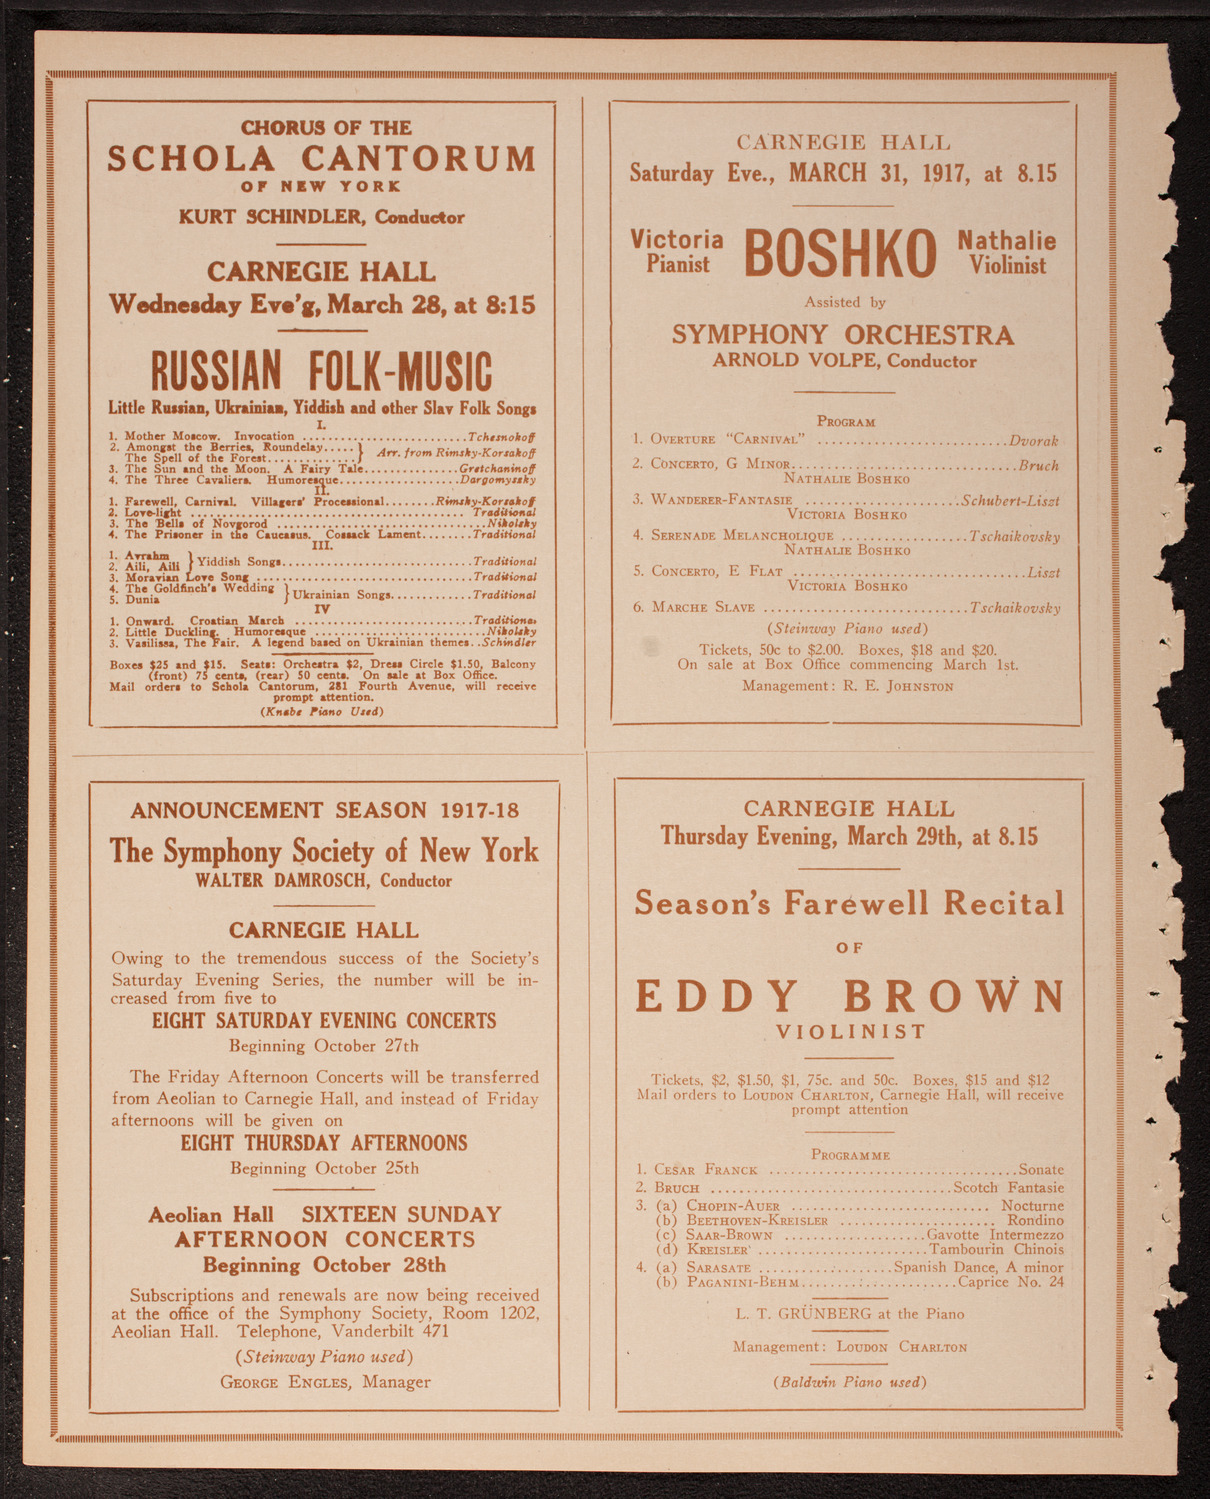 CHORUS OF THE
SCHOLA CANTORUM
OF NEW YORK
KURT SCHINDLER, Conductor
CARNEGIE HALL
Wednesday Eve'g, March 28, at 8:15
RUSSIAN FOLK-MUSIC
Little Russian, Ukrainian, Yiddish and other Slav Folk Songs
I.
1. Mother Moscow. Invocation ........................Tchesnokoff
2. Amongst the Berries, Roundelay.....
The Spell of the Forest............. } Arr. from Rimsky-Korsakoff
3. The Sun and the Moon. A Fairy Tale..............Gretchaninoff
4. The Three Cavaliers. Humoresque..................Dargomyssky
II.
1. Farewell, Carnival. Villagers' Processional.......Rimsky-Korsakoff
2. Love-light ........................................ Traditional
3. The Bells of Novgorod ...............................Nikolsky
4. The Prisoner in the Caucasus. Cossack Lament........Traditional
III.
1. Avrahm
2. Aili, Aili } Yiddish Songs............................Traditional
3. Moravian Love Song ................................Traditional
4. The Goldfinch's Wedding
5. Dunia } Ukrainian Songs............Traditional
IV
1. Onward. Croatian March ...........................Traditional
2. Little Duckling. Humoresque .........................Nikolsky
3. Vasilissa, The Fair. A legend based on Ukrainian themes..Schindler
Boxes $25 and $15. Seats: Orchestra $2, Dress Circle $1.50, Balcony
(front) 75 cents, (rear) 50 cents. On sale at Box Office.
Mail orders to Schola Cantorum, 281 Fourth Avenue, will receive
prompt attention.
(Knabe Piano Used)
CARNEGIE HALL
Saturday Eve., MARCH 31, 1917, at 8.15
Victoria BOSHKO Nathalie
Pianist Violinist
Assisted by
SYMPHONY ORCHESTRA
ARNOLD VOLPE, Conductor
PROGRAM
1. OVERTURE "CARNIVAL" ..........................Dvorak
2. CONCERTO, G MINOR...............................Bruch
NATHALIE BOSHKO
3. WANDERER-FANTASIE .....................Schubert-Liszt
VICTORIA BOSHKO
4. SERENADE MELANCHOLIQUE ..................Tschaikovsky
NATHALIE BOSHKO
5. CONCERTO, E FLAT .................................Liszt
VICTORIA BOSHKO
6. MARCHE SLAVE .............................Tschaikovsky
(Steinway Piano used)
Tickets, 50c to $2.00. Boxes, $18 and $20.
On sale at Box Office commencing March 1st.
Management: R. E. JOHNSTON
ANNOUNCEMENT SEASON 1917-18
The Symphony Society of New York
WALTER DAMROSCH, Conductor
CARNEGIE HALL
Owing to the tremendous success of the Society's
Saturday Evening Series, the number will be in-
creased from five to
EIGHT SATURDAY EVENING CONCERTS
Beginning October 27th
The Friday Afternoon Concerts will be transferred
from Aeolian to Carnegie Hall, and instead of Friday
afternoons will be given on
EIGHT THURSDAY AFTERNOONS
Beginning October 25th
Aeolian Hall SIXTEEN SUNDAY
AFTERNOON CONCERTS
Beginning October 28th
Subscriptions and renewals are now being received
at the office of the Symphony Society, Room 1202,
Aeolian Hall. Telephone, Vanderbilt 471
(Steinway Piano used)
GEORGE ENGLES, Manager
CARNEGIE HALL
Thursday Evening, March 29th, at 8.15
Season's Farewell Recital
OF
EDDY BROWN
VIOLINIST
Tickets, $2, $1.50, $1, 75c. and 50c. Boxes, $15 and $12
Mail orders to LOUDON CHARLTON, Carnegie Hall, will receive
prompt attention
PROGRAMME
1. CESAR FRANCK ...................................Sonate
2. BRUCH .................................Scotch Fantasie
3. (a) CHOPIN-AUER ........................... Nocturne
(b) BEETHOVEN-KREISLER ...................... Rondino
(c) SAAR-BROWN ....................Gavotte Intermezzo
(d) KREISLER ........................Tambourin Chinois
4. (a) SARASATE ...................Spanish Dance, A minor
(b) PAGANINI-BEHM......................Caprice No. 24
L. T. GRÜNBERG at the Piano
Management: LOUDON CHARLTON
(Baldwin Piano used)